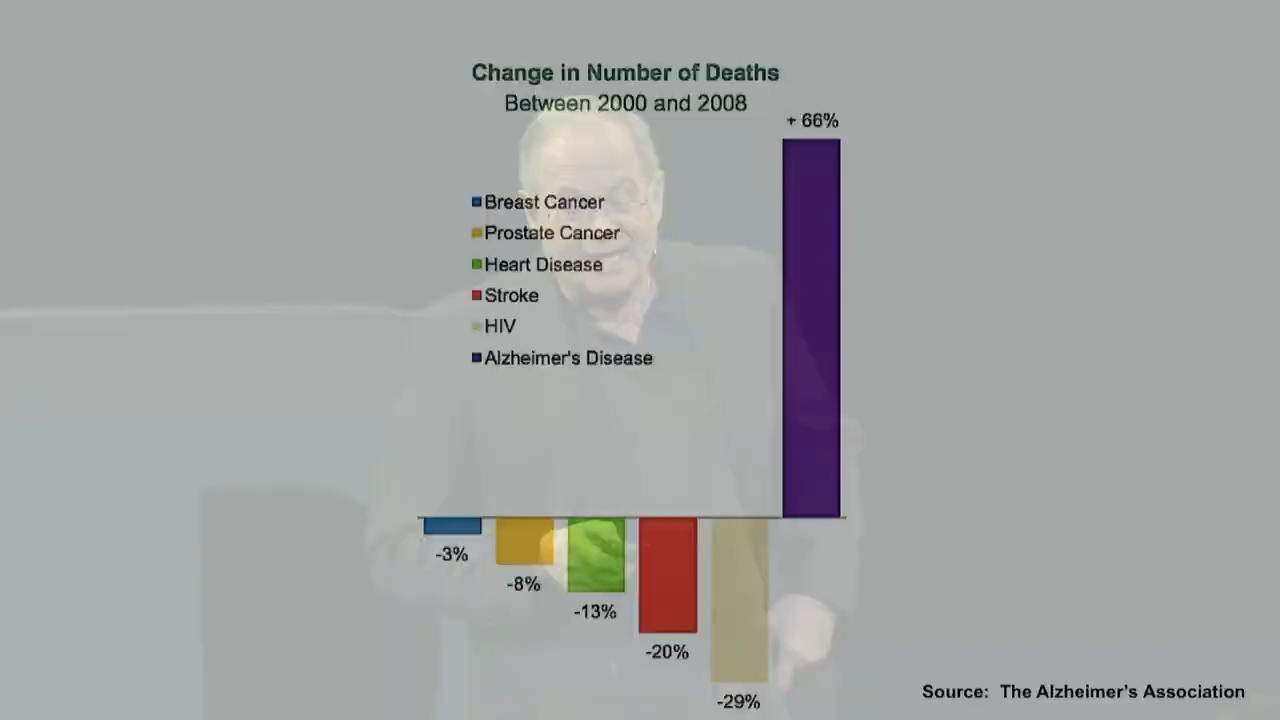 Change in Number of Deaths
Between 2000 and 2008
+ 66%
Breast Cancer
Prostate Cancer
Heart Disease
Stroke
HIV
Alzheimer's Disease
-3%
-8%
-13%
-20%
-29%
Source: The Alzheimer's Association